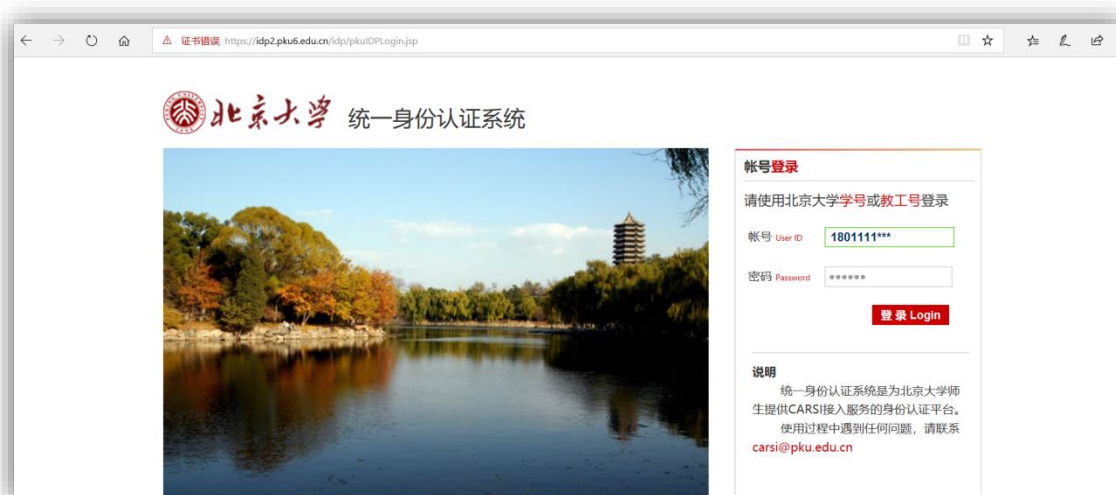 证书错误 https://idp2.pku6.edu.cn/idp/pkuIDPLogin.jsp
北京大学 统一身份认证系统
帐号登录
请使用北京大学学号或教工号登录
帐号 User ID 1801111***
密码 Password
登 录 Login
说明
统一身份认证系统是为北京大学师
生提供CARSI接入服务的身份认证平台。
使用过程中遇到任何问题，请联系
carsi@pku.edu.cn